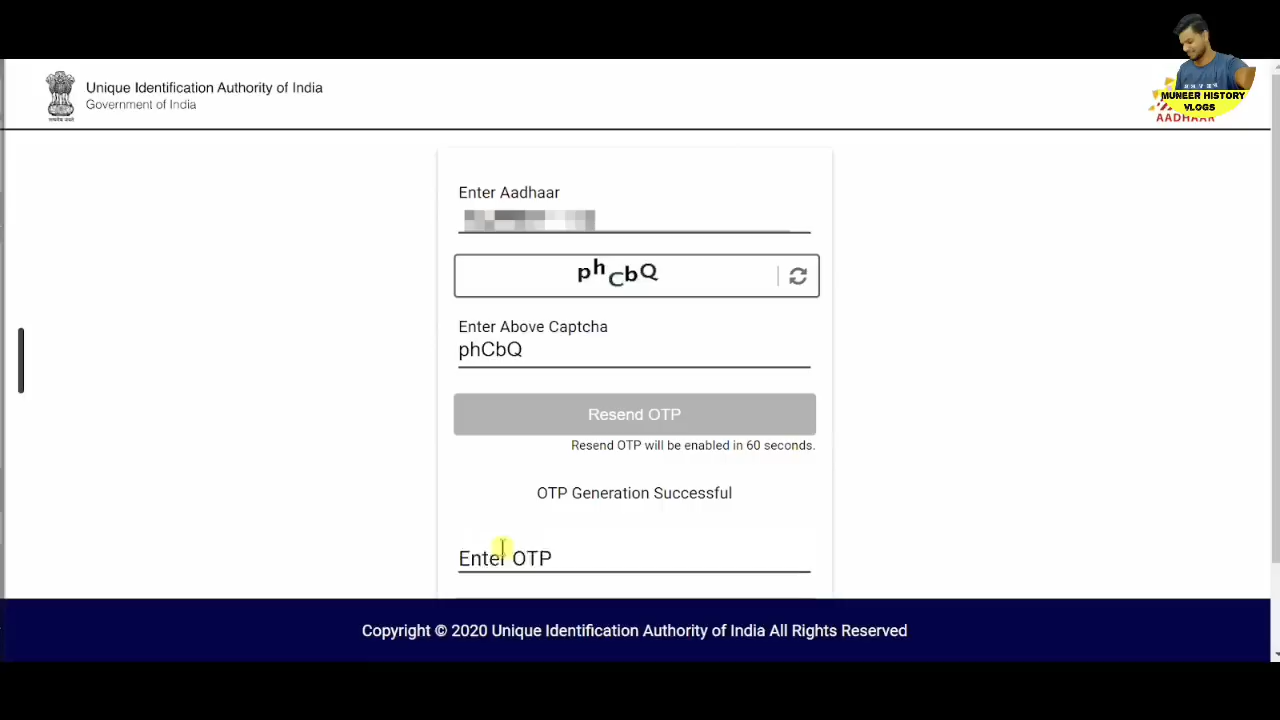 Unique Identification Authority of India
Government of India
MUNEER HISTORY
VLOGS
AADHAAR
Enter Aadhaar
phCbQ
Enter Above Captcha
phCbQ
Resend OTP
Resend OTP will be enabled in 60 seconds.
OTP Generation Successful
Enter OTP
Copyright © 2020 Unique Identification Authority of India All Rights Reserved